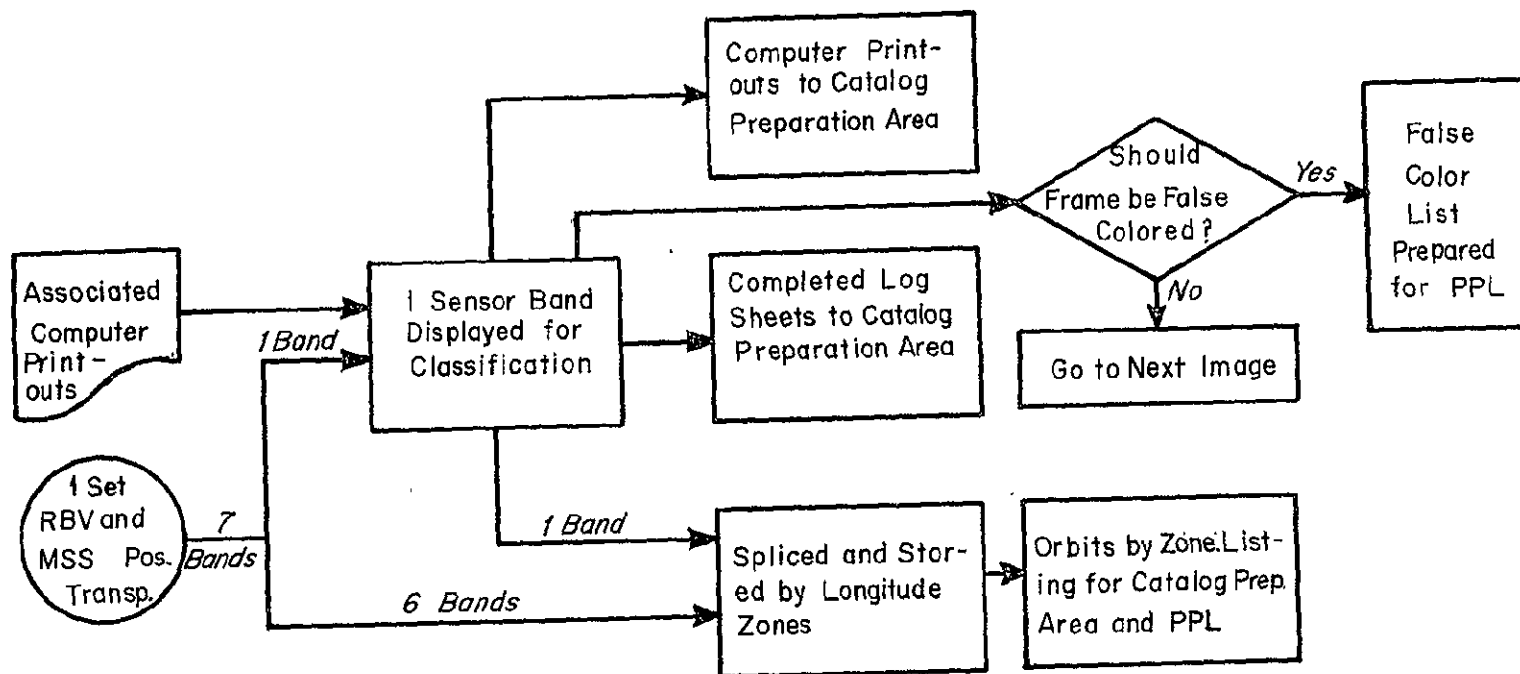 Associated
Computer
Print-
outs
1 Set
RBV and
MSS Pos.
Transp.
7
Bands
1 Band
6 Bands
1 Sensor Band
Displayed for
Classification
1 Band
Computer Print-
outs to Catalog
Preparation Area
Completed Log
Sheets to Catalog
Preparation Area
Spliced and Stor-
ed by Longitude
Zones
Orbits by Zone. List-
ing for Catalog Prep.
Area and PPL
Should
Frame be False
Colored?
Yes
No
Go to Next Image
False
Color
List
Prepared
for PPL